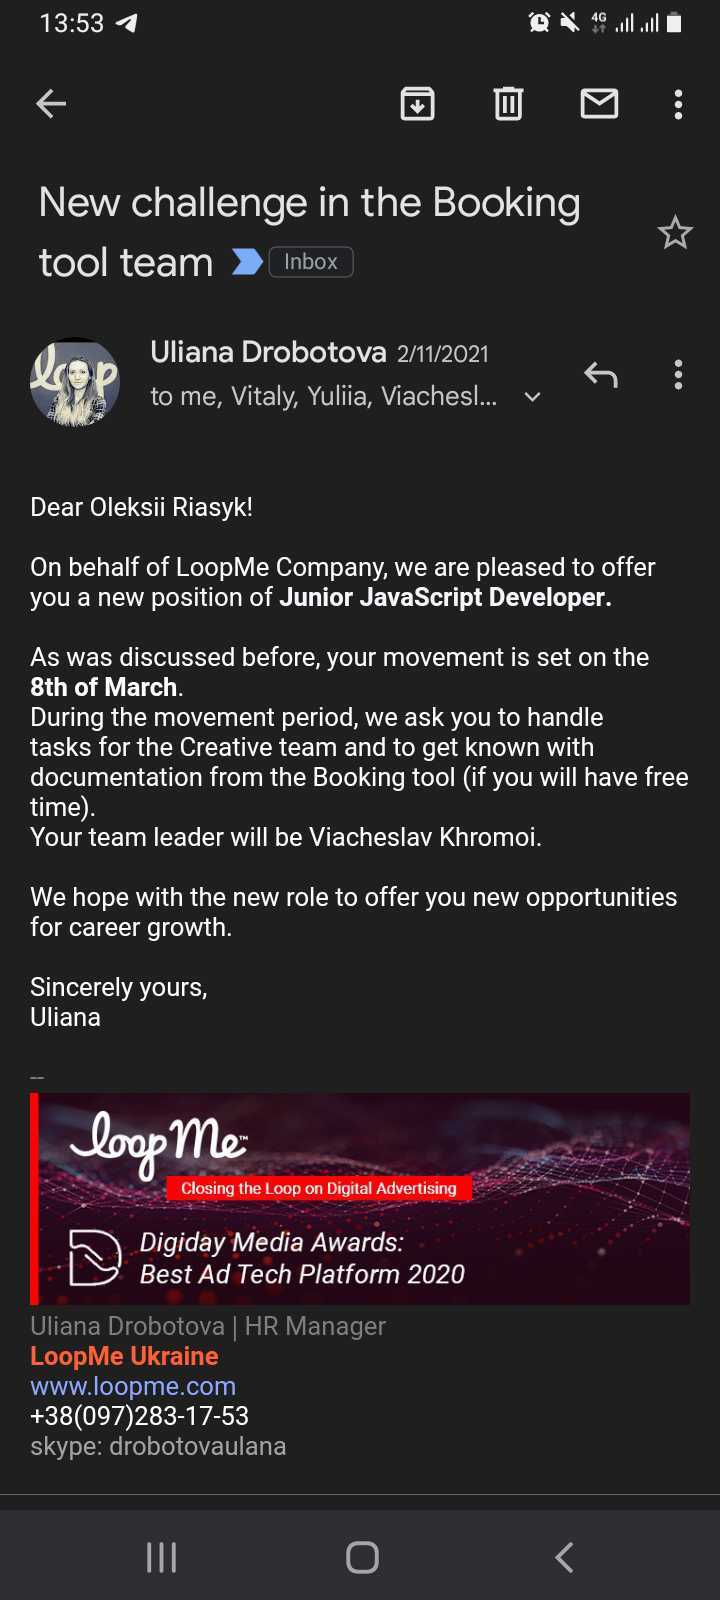 13:53
4G
New challenge in the Booking
tool team Inbox
loop
Uliana Drobotova 2/11/2021
to me, Vitaly, Yuliia, Viachesl...
Dear Oleksii Riasyk!
On behalf of LoopMe Company, we are pleased to offer
you a new position of Junior JavaScript Developer.
As was discussed before, your movement is set on the
8th of March.
During the movement period, we ask you to handle
tasks for the Creative team and to get known with
documentation from the Booking tool (if you will have free
time).
Your team leader will be Viacheslav Khromoi.
We hope with the new role to offer you new opportunities
for career growth.
Sincerely yours,
Uliana
--
loopMe™
Closing the Loop on Digital Advertising
Digiday Media Awards:
Best Ad Tech Platform 2020
Uliana Drobotova | HR Manager
LoopMe Ukraine
www.loopme.com
+38(097)283-17-53
skype: drobotovaulana